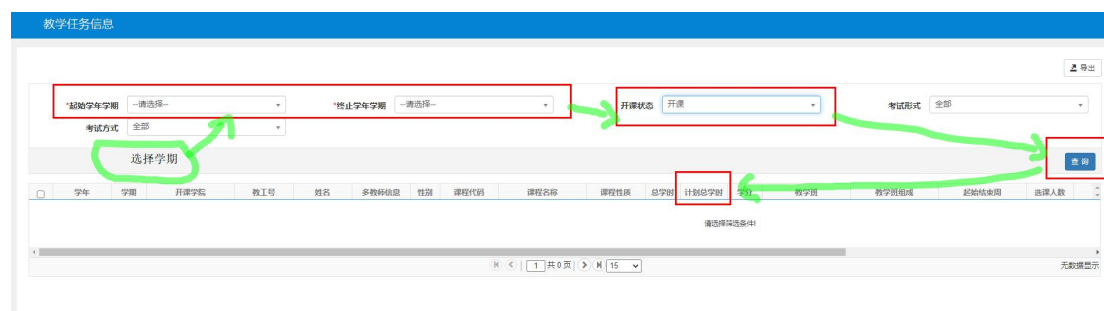 教学任务信息
导出
*起始学年学期 --请选择-- *终止学年学期 --请选择-- 开课状态 开课 考试形式 全部
考试方式 全部
选择学期
查询
学年 学期 开课学院 教工号 姓名 多教师信息 性别 课程代码 课程名称 课程性质 总学时 计划总学时 学分 教学班 教学班组成 起始结束周 选课人数
请选择筛选条件!
1 共 0 页 15 无数据显示